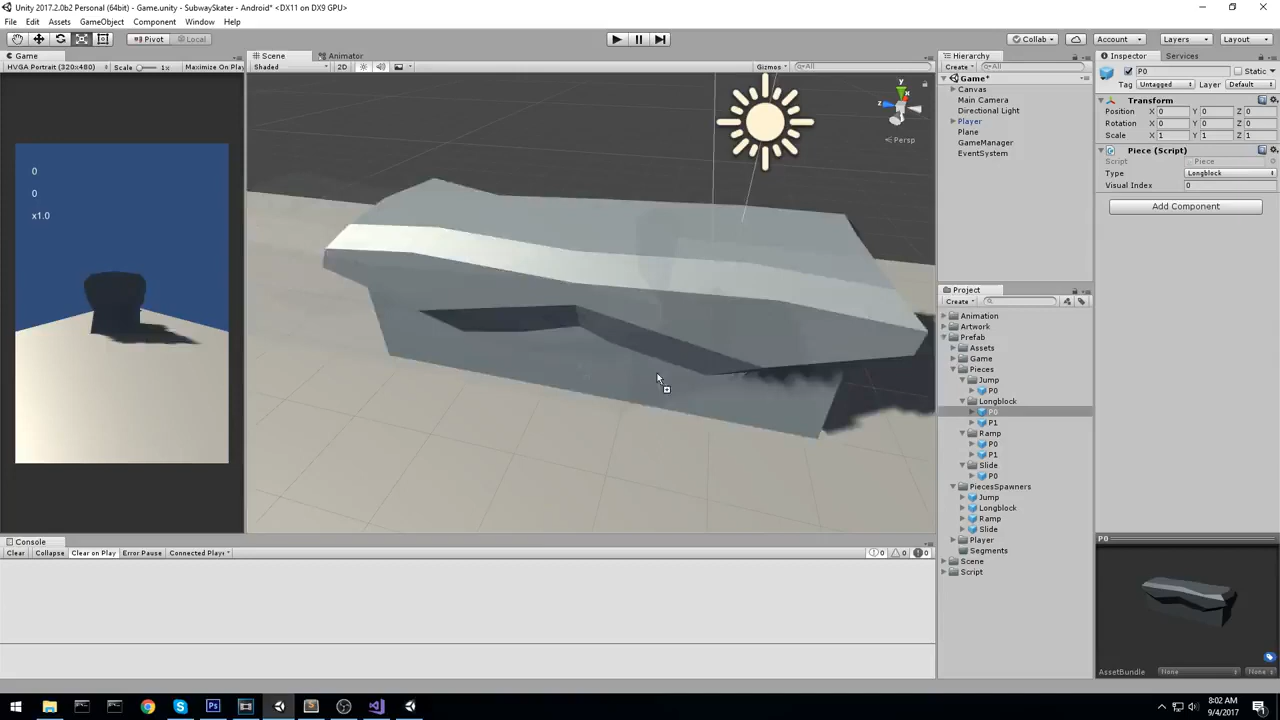 Unity 2017.2.0b2 Personal (64bit) - Game.unity - SubwaySkater - Android* <DX11 on DX9 GPU>
File Edit Assets GameObject Component Window Help
Pivot Local Collab Account Layers Layout
Game Scene Animator Hierarchy Inspector Services
HVGA Portrait (320x480) Scale 1x Maximize On Play Shaded 2D Gizmos All Create All P0 Static
Game*
Tag Untagged Layer Default
Canvas
Main Camera
Directional Light
Player
Plane
GameManager
EventSystem
Transform
Position X 0 Y 0 Z 0
Rotation X 0 Y 0 Z 0
Scale X 1 Y 1 Z 1
Piece (Script)
Script Piece
Type Longblock
Visual Index 0
Add Component
y
x
z
Persp
0
0
x1.0
Project
Create
Animation
Artwork
Prefab
Assets
Game
Pieces
Jump
P0
Longblock
P0
P1
Ramp
P0
P1
Slide
P0
PiecesSpawners
Jump
Longblock
Ramp
Slide
Player
Segments
Scene
Script
Console
Clear Collapse Clear on Play Error Pause Connected Playe 0 0 0
P0
AssetBundle None None
8:02 AM
9/4/2017